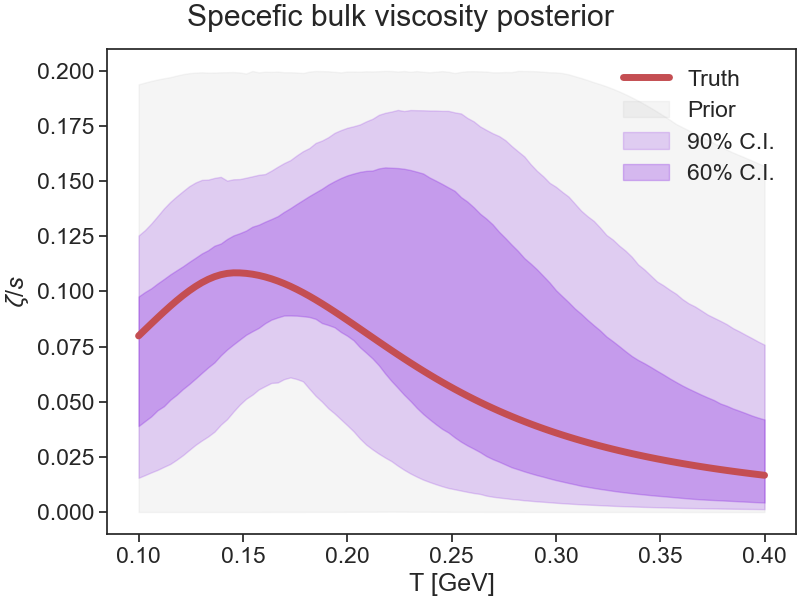 Specefic bulk viscosity posterior
0.200
0.175
0.150
0.125
0.100
0.075
0.050
0.025
0.000
ζ/s
Truth
Prior
90% C.I.
60% C.I.
0.10 0.15 0.20 0.25 0.30 0.35 0.40
T [GeV]